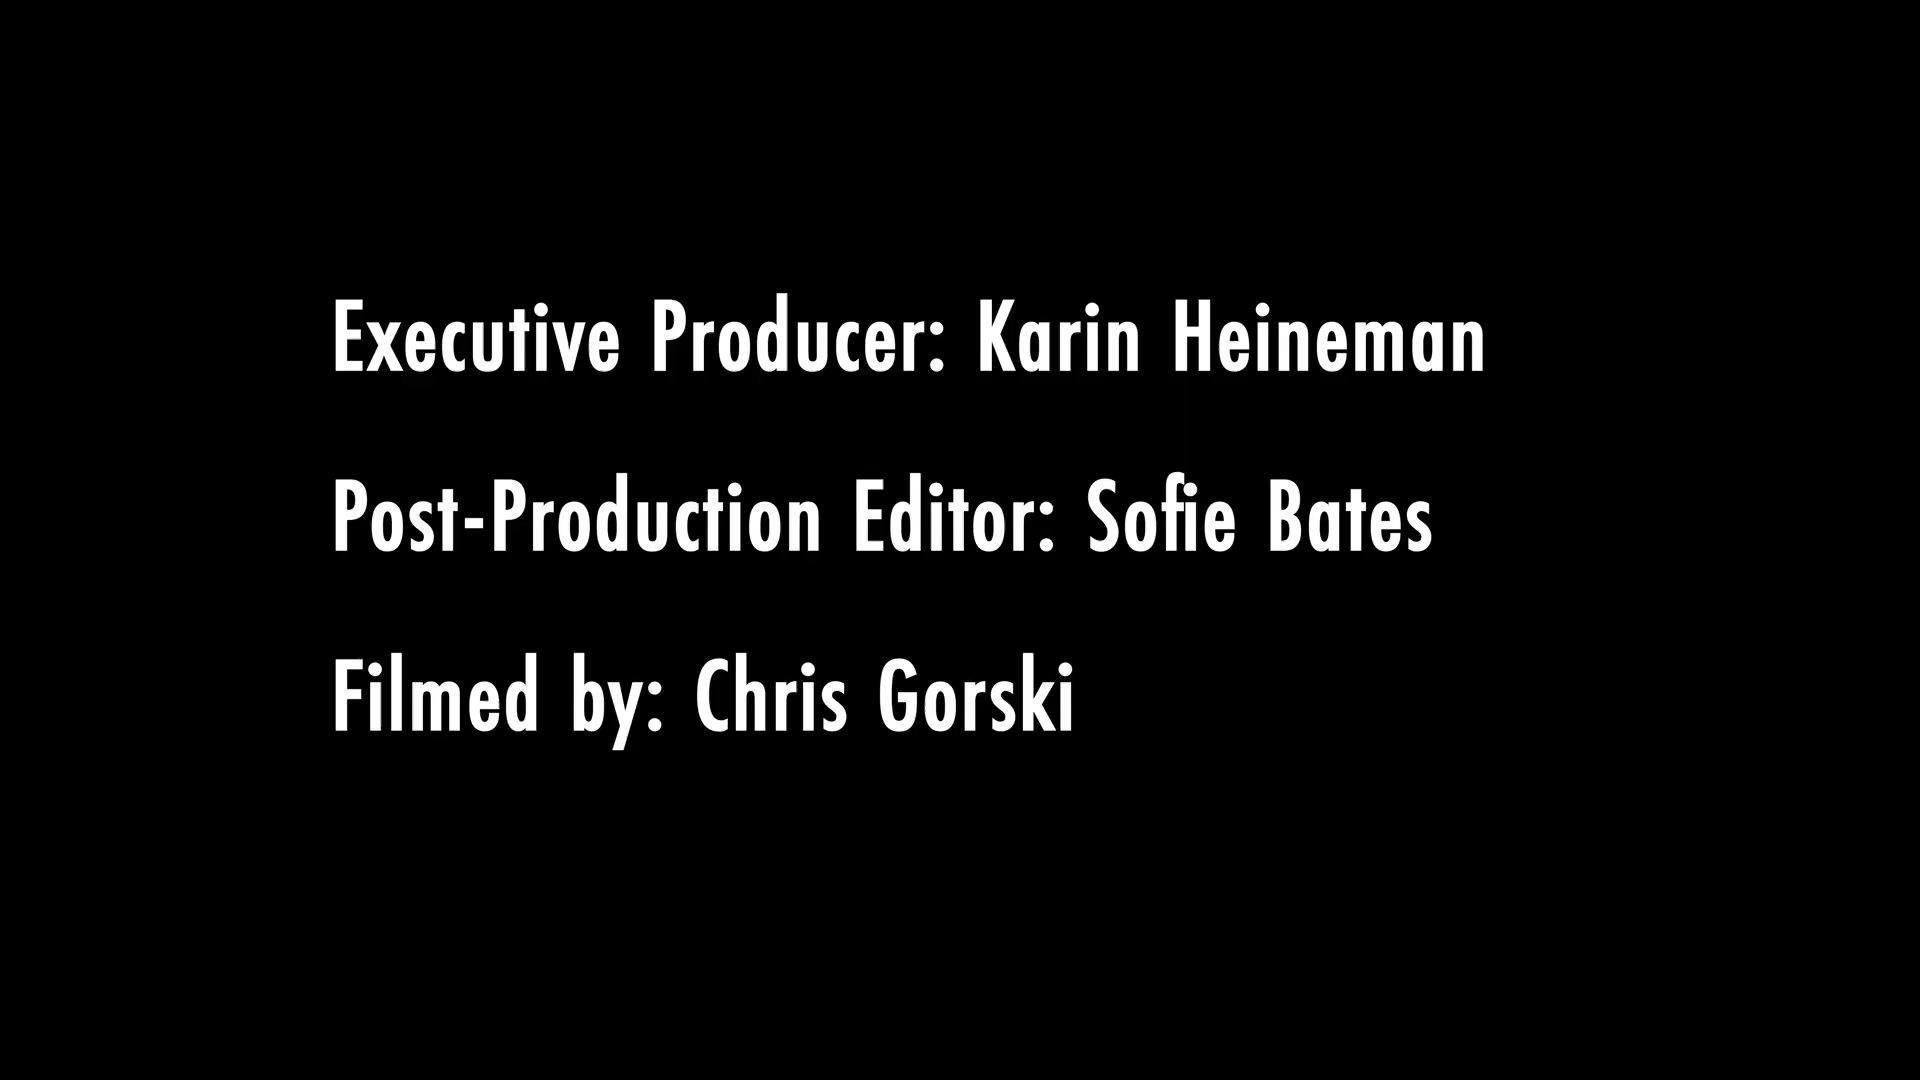 Executive Producer: Karin Heineman
Post-Production Editor: Sofie Bates
Filmed by: Chris Gorski